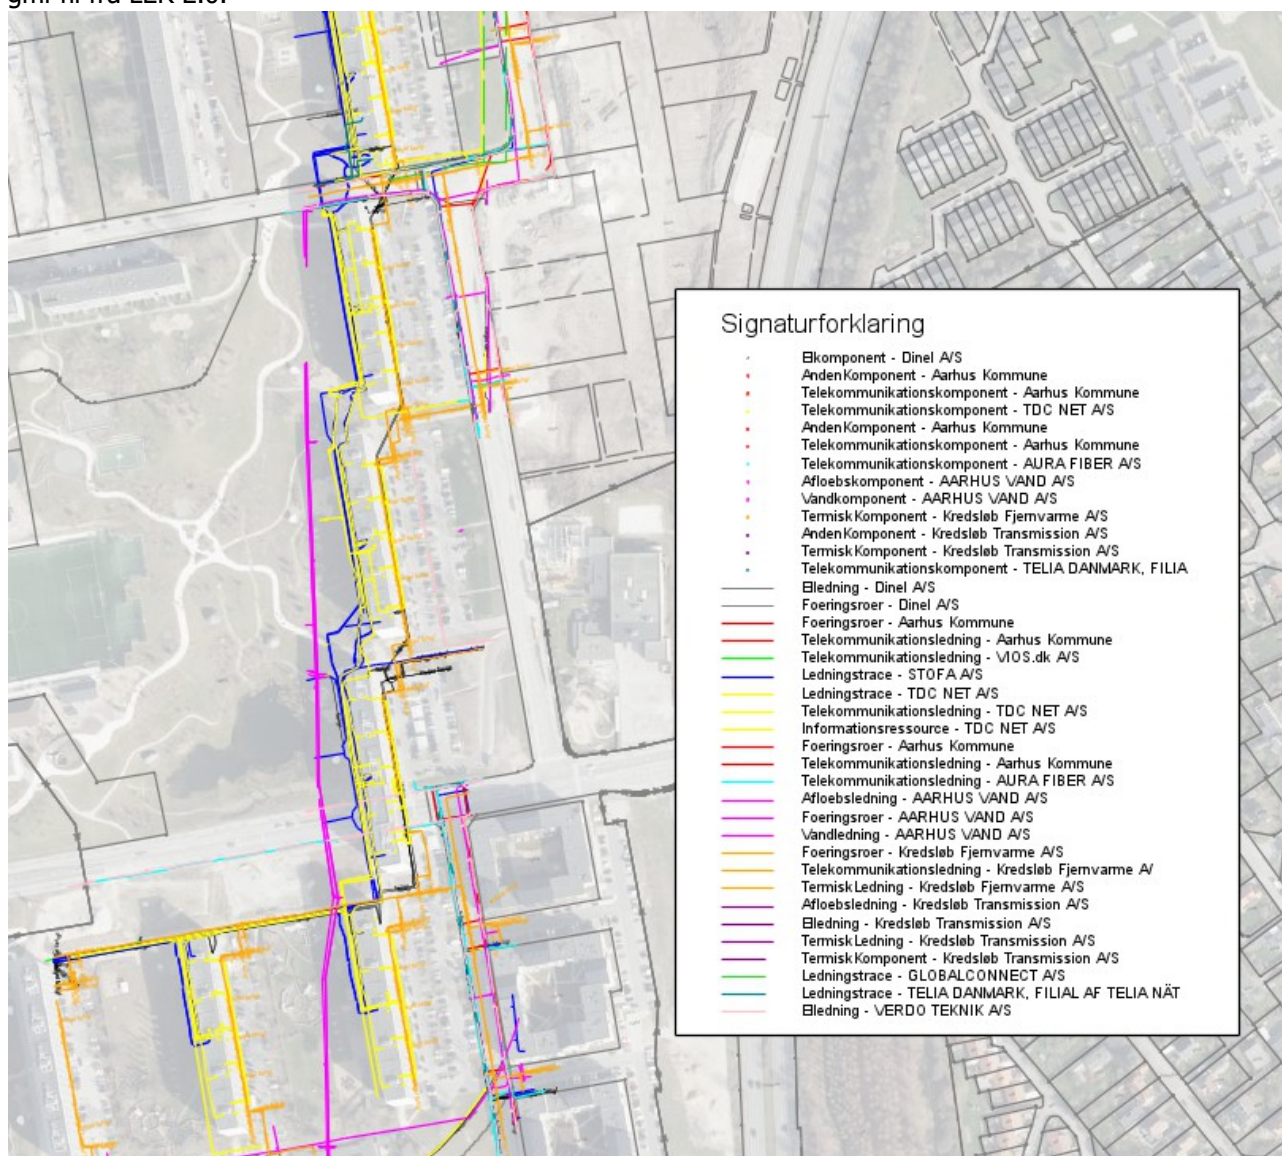 gml-fil fra LER 2.0.
Signaturforklaring
Elkomponent - Dinel A/S
AndenKomponent - Aarhus Kommune
Telekommunikationskomponent - Aarhus Kommune
Telekommunikationskomponent - TDC NET A/S
AndenKomponent - Aarhus Kommune
Telekommunikationskomponent - Aarhus Kommune
Telekommunikationskomponent - AURA FIBER A/S
Afloebskomponent - AARHUS VAND A/S
Vandkomponent - AARHUS VAND A/S
TermiskKomponent - Kredsløb Fjernvarme A/S
AndenKomponent - Kredsløb Transmission A/S
TermiskKomponent - Kredsløb Transmission A/S
Telekommunikationskomponent - TELIA DANMARK, FILIA
Elledning - Dinel A/S
Foeringsroer - Dinel A/S
Foeringsroer - Aarhus Kommune
Telekommunikationsledning - Aarhus Kommune
Telekommunikationsledning - VIOS.dk A/S
Ledningstrace - STOFA A/S
Ledningstrace - TDC NET A/S
Telekommunikationsledning - TDC NET A/S
Informationsressource - TDC NET A/S
Foeringsroer - Aarhus Kommune
Telekommunikationsledning - Aarhus Kommune
Telekommunikationsledning - AURA FIBER A/S
Afloebsledning - AARHUS VAND A/S
Foeringsroer - AARHUS VAND A/S
Vandledning - AARHUS VAND A/S
Foeringsroer - Kredsløb Fjernvarme A/S
Telekommunikationsledning - Kredsløb Fjernvarme A/
TermiskLedning - Kredsløb Fjernvarme A/S
Afloebsledning - Kredsløb Transmission A/S
Elledning - Kredsløb Transmission A/S
TermiskLedning - Kredsløb Transmission A/S
TermiskKomponent - Kredsløb Transmission A/S
Ledningstrace - GLOBALCONNECT A/S
Ledningstrace - TELIA DANMARK, FILIAL AF TELIA NÄT
Elledning - VERDO TEKNIK A/S